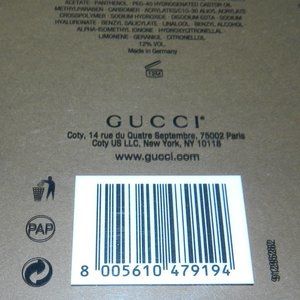 ACETATE · PANTHENOL · PEG-40 HYDROGENATED CASTOR OIL
METHYLPARABEN · CARBOMER · ACRYLATES/C10-30 ALKYL ACRYLATE
CROSSPOLYMER · SODIUM HYDROXIDE · DISODIUM EDTA · SODIUM
HYALURONATE · BENZYL SALICYLATE · LINALOOL · BENZYL ALCOHOL
ALPHA-ISOMETHYL IONONE · HYDROXYCITRONELLAL
LIMONENE · GERANIOL · CITRONELLOL
12% VOL.
Made in Germany
12M
GUCCI
Coty, 14 rue du Quatre Septembre, 75002 Paris
Coty US LLC, New York, NY 10118
www.gucci.com
PAP
8 005610 479194